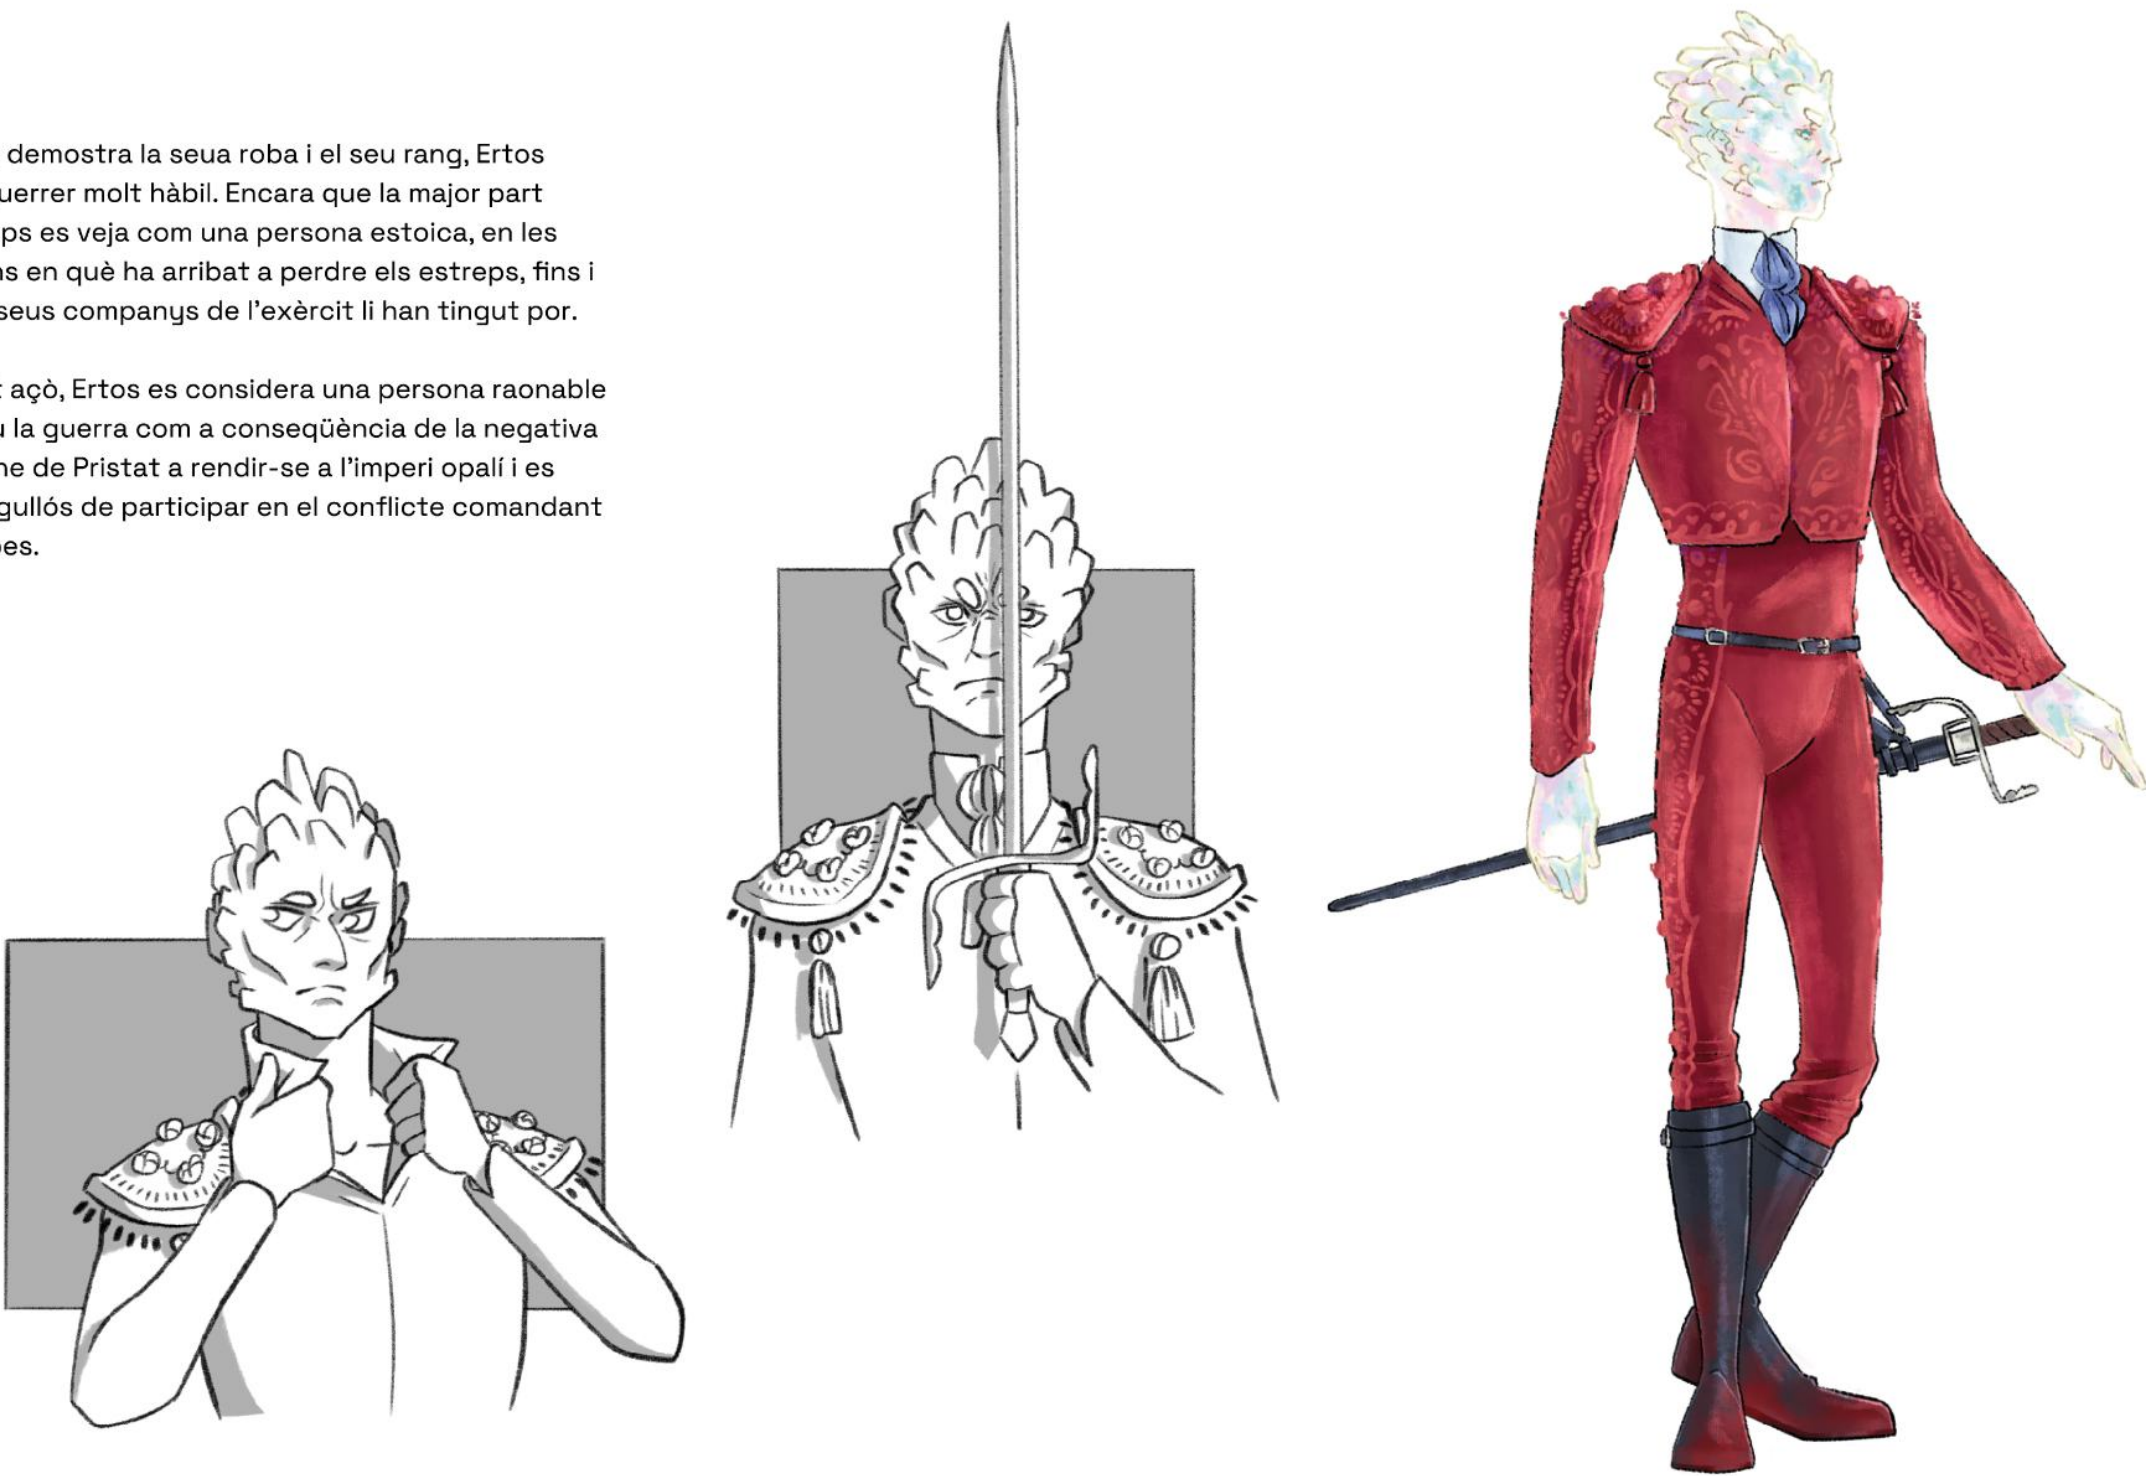 demostra la seua roba i el seu rang, Ertos
uerrer molt hàbil. Encara que la major part
ps es veja com una persona estoica, en les
ns en què ha arribat a perdre els estreps, fins i
seus companys de l'exèrcit li han tingut por.
t açò, Ertos es considera una persona raonable
u la guerra com a conseqüència de la negativa
ne de Pristat a rendir-se a l'imperi opalí i es
gullós de participar en el conflicte comandant
es.